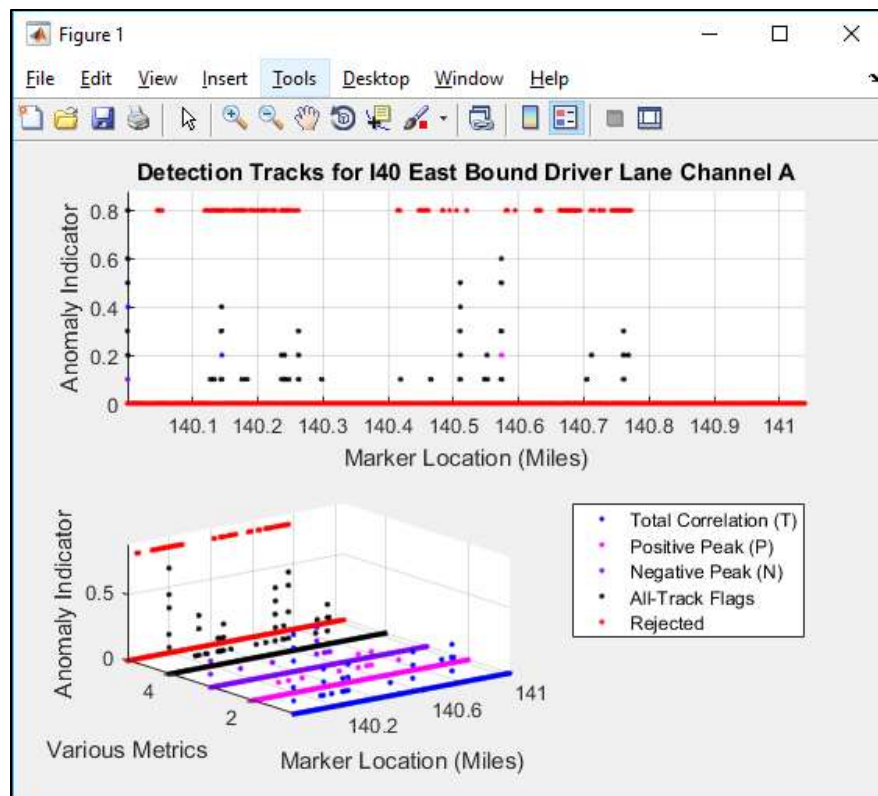 Figure 1
File Edit View Insert Tools Desktop Window Help
Detection Tracks for I40 East Bound Driver Lane Channel A
Anomaly Indicator
0.8
0.6
0.4
0.2
0
140.1 140.2 140.3 140.4 140.5 140.6 140.7 140.8 140.9 141
Marker Location (Miles)
Anomaly Indicator
0.5
0
4
2
Various Metrics
140.2
140.6
141
Marker Location (Miles)
Total Correlation (T)
Positive Peak (P)
Negative Peak (N)
All-Track Flags
Rejected